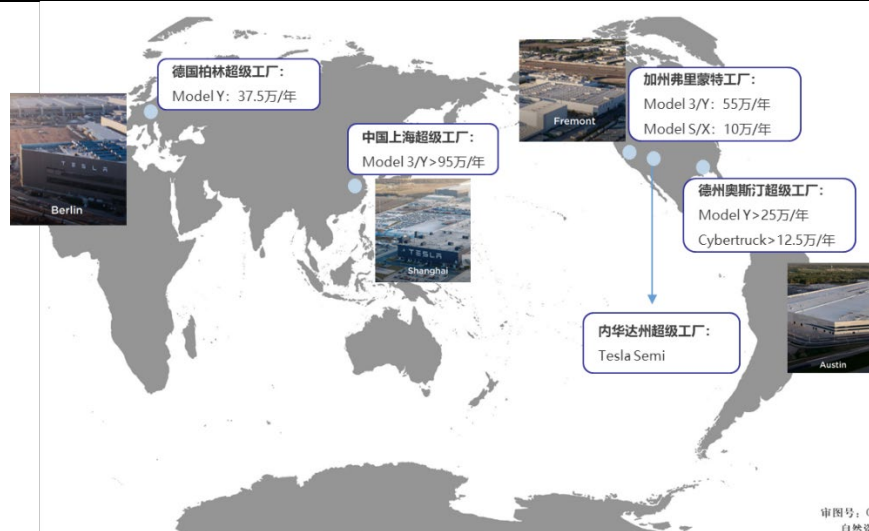 德国柏林超级工厂：
Model Y：37.5万/年
TESLA
Berlin
中国上海超级工厂：
Model 3/Y>95万/年
TESLA
Shanghai
Fremont
加州弗里蒙特工厂：
Model 3/Y：55万/年
Model S/X：10万/年
德州奥斯汀超级工厂：
Model Y>25万/年
Cybertruck>12.5万/年
内华达州超级工厂：
Tesla Semi
Austin
审图号：
自然资